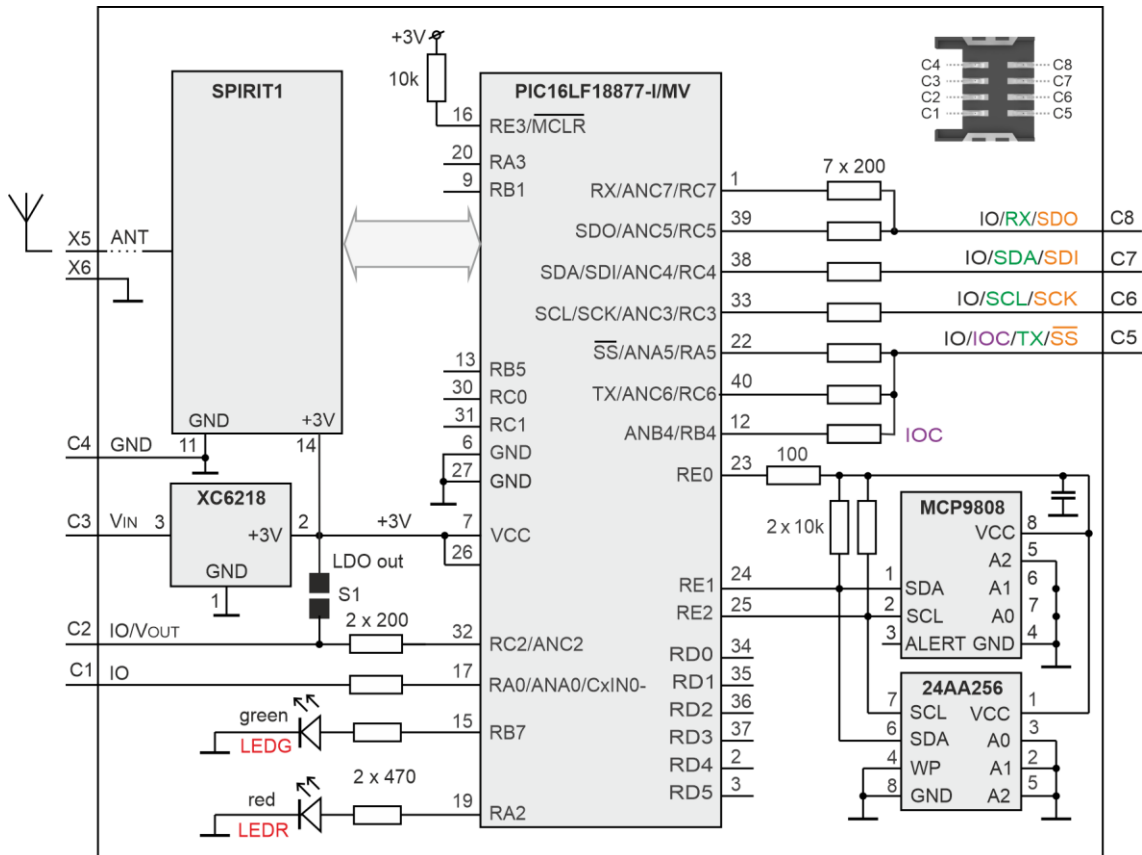 +3V
10k
SPIRIT1
X5 ANT
X6
GND
+3V
11
14
C4 GND
XC6218
C3 VIN 3
+3V 2
+3V
GND
1
LDO out
S1
C2 IO/VOUT
2 x 200
C1 IO
green
LEDG
2 x 470
red
LEDR
PIC16LF18877-I/MV
16 RE3/MCLR
20 RA3
9 RB1
13 RB5
30 RC0
31 RC1
6 GND
27 GND
7 VCC
26
32 RC2/ANC2
17 RA0/ANA0/CxIN0-
15 RB7
19 RA2
RX/ANC7/RC7 1
SDO/ANC5/RC5 39
SDA/SDI/ANC4/RC4 38
SCL/SCK/ANC3/RC3 33
SS/ANA5/RA5 22
TX/ANC6/RC6 40
ANB4/RB4 12
RE0 23
RE1 24
RE2 25
RD0 34
RD1 35
RD2 36
RD3 37
RD4 2
RD5 3
C4 C8
C3 C7
C2 C6
C1 C5
7 x 200
IO/RX/SDO C8
IO/SDA/SDI C7
IO/SCL/SCK C6
IO/IOC/TX/SS C5
IOC
100
2 x 10k
MCP9808
VCC 8
A2 5
1 SDA
A1 6
2 SCL
A0 7
3 ALERT GND 4
24AA256
7 SCL VCC 1
6 SDA A0 3
4 WP A1 2
8 GND A2 5